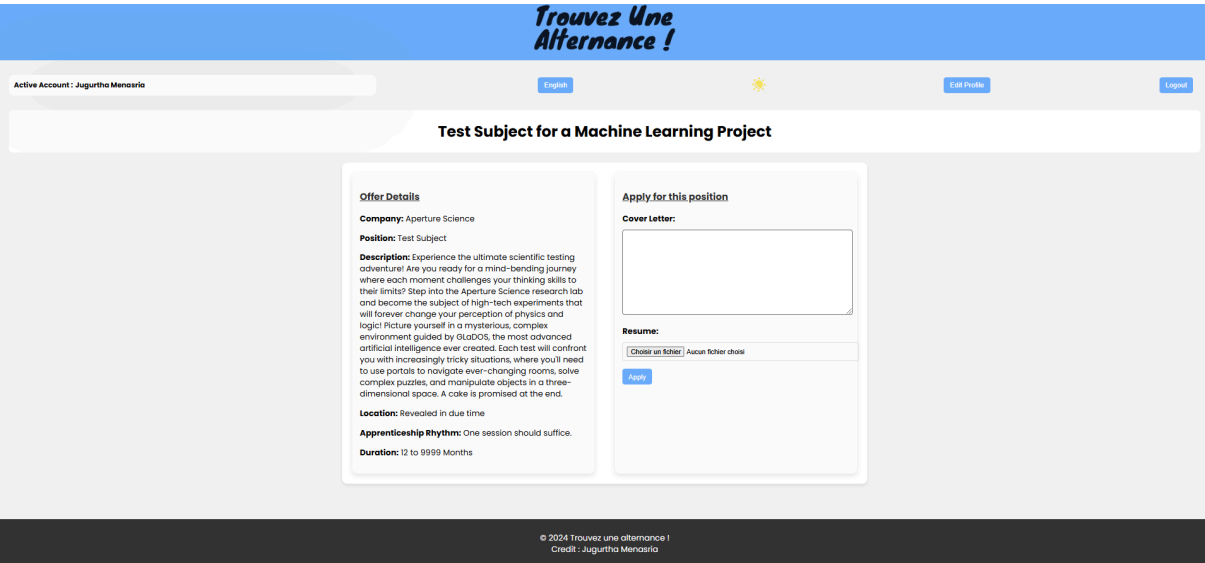 Trouvez Une
Alternance !
Active Account : Jugurtha Menasria
English
Edit Profile
Logout
Test Subject for a Machine Learning Project
Offer Details
Company: Aperture Science
Position: Test Subject
Description: Experience the ultimate scientific testing
adventure! Are you ready for a mind-bending journey
where each moment challenges your thinking skills to
their limits? Step into the Aperture Science research lab
and become the subject of high-tech experiments that
will forever change your perception of physics and
logic! Picture yourself in a mysterious, complex
environment guided by GLaDOS, the most advanced
artificial intelligence ever created. Each test will confront
you with increasingly tricky situations, where you'll need
to use portals to navigate ever-changing rooms, solve
complex puzzles, and manipulate objects in a three-
dimensional space. A cake is promised at the end.
Location: Revealed in due time
Apprenticeship Rhythm: One session should suffice.
Duration: 12 to 9999 Months
Apply for this position
Cover Letter:
Resume:
Choisir un fichier Aucun fichier choisi
Apply
© 2024 Trouvez une alternance !
Credit : Jugurtha Menasria